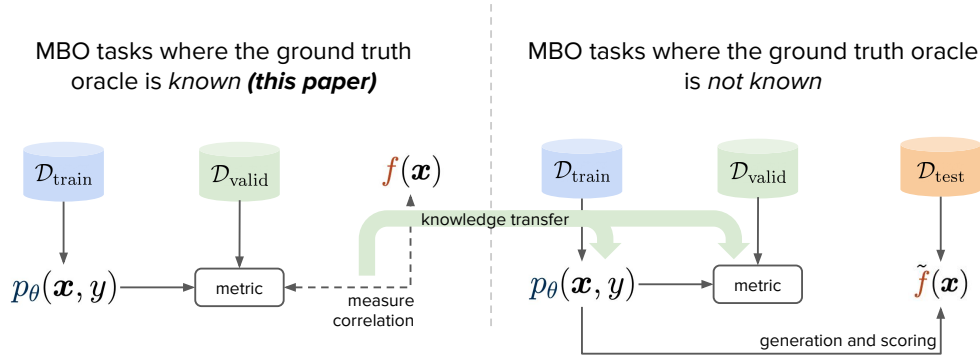 MBO tasks where the ground truth
oracle is known (this paper)
𝒟train
𝒟valid
f(x)
pθ(x, y)
metric
measure
correlation
knowledge transfer
MBO tasks where the ground truth oracle
is not known
𝒟train
𝒟valid
𝒟test
pθ(x, y)
metric
f̃(x)
generation and scoring